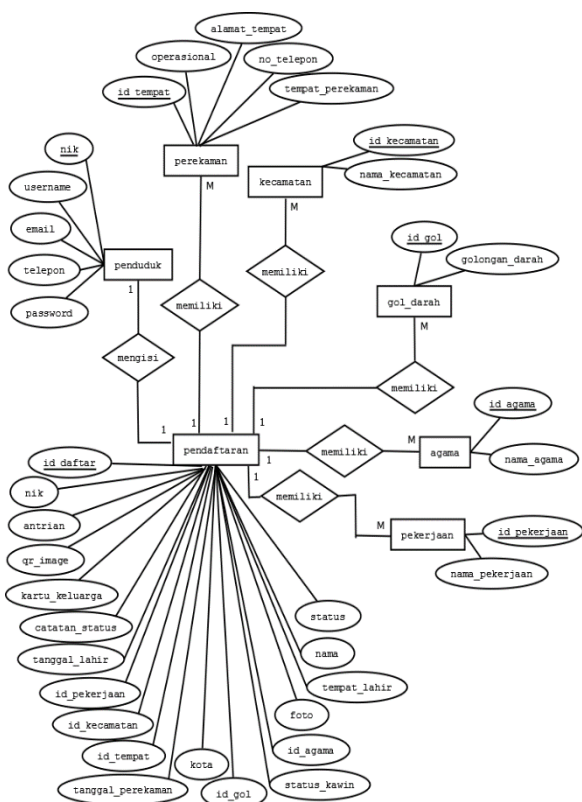 alamat_tempat
operasional
no_telepon
id_tempat
tempat_perekaman
perekaman
M
id_kecamatan
nama_kecamatan
kecamatan
M
nik
username
email
telepon
password
penduduk
1
id_gol
golongan_darah
gol_darah
M
memiliki
memiliki
mengisi
memiliki
1
1
1
1
pendaftaran
1
1
memiliki
M
agama
id_agama
nama_agama
memiliki
M
pekerjaan
id_pekerjaan
nama_pekerjaan
id_daftar
nik
antrian
qr_image
kartu_keluarga
catatan_status
tanggal_lahir
id_pekerjaan
id_kecamatan
id_tempat
tanggal_perekaman
kota
id_gol
status_kawin
id_agama
foto
tempat_lahir
nama
status